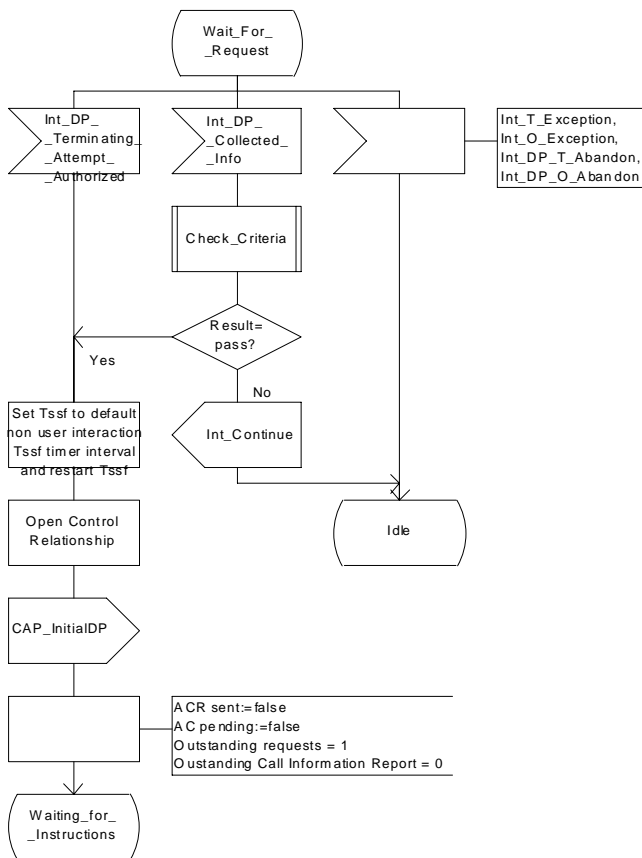 Wait_For_
_Request
Int_DP_
_Terminating_
_Attempt_
_Authorized
Int_DP_
_Collected_
_Info
Int_T_Exception,
Int_O_Exception,
Int_DP_T_Abandon,
Int_DP_O_Abandon
Check_Criteria
Result=
pass?
Yes
No
Set Tssf to default
non user interaction
Tssf timer interval
and restart Tssf
Int_Continue
Open Control
Relationship
Idle
CAP_InitialDP
ACR sent:=false
AC pending:=false
Outstanding requests = 1
Oustanding Call Information Report = 0
Waiting_for_
_Instructions